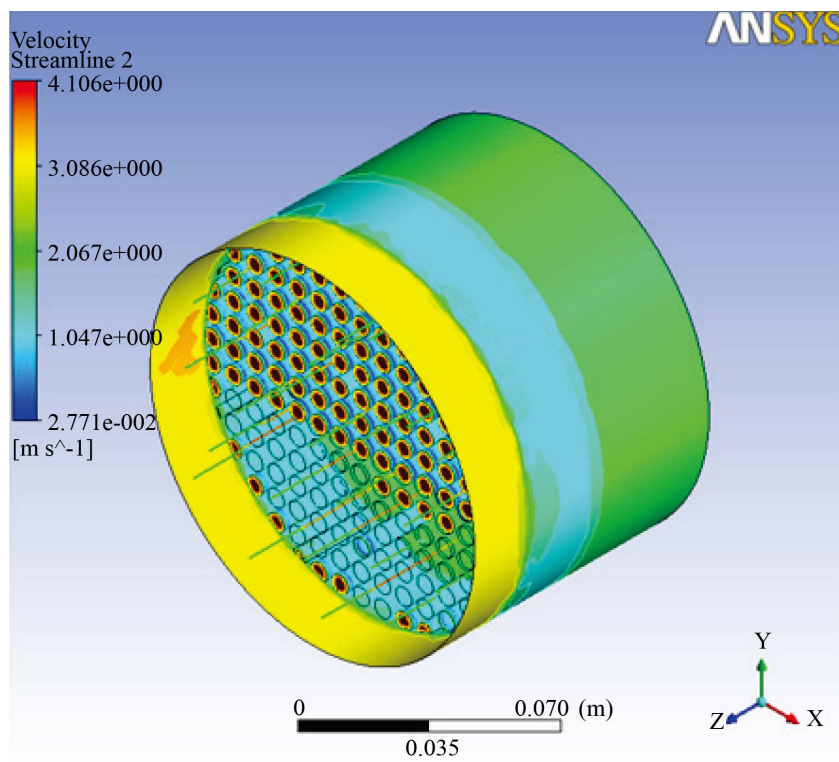 ANSYS
Velocity
Streamline 2
4.106e+000
3.086e+000
2.067e+000
1.047e+000
2.771e-002
[m s^-1]
0 0.070 (m)
0.035
Y
Z X